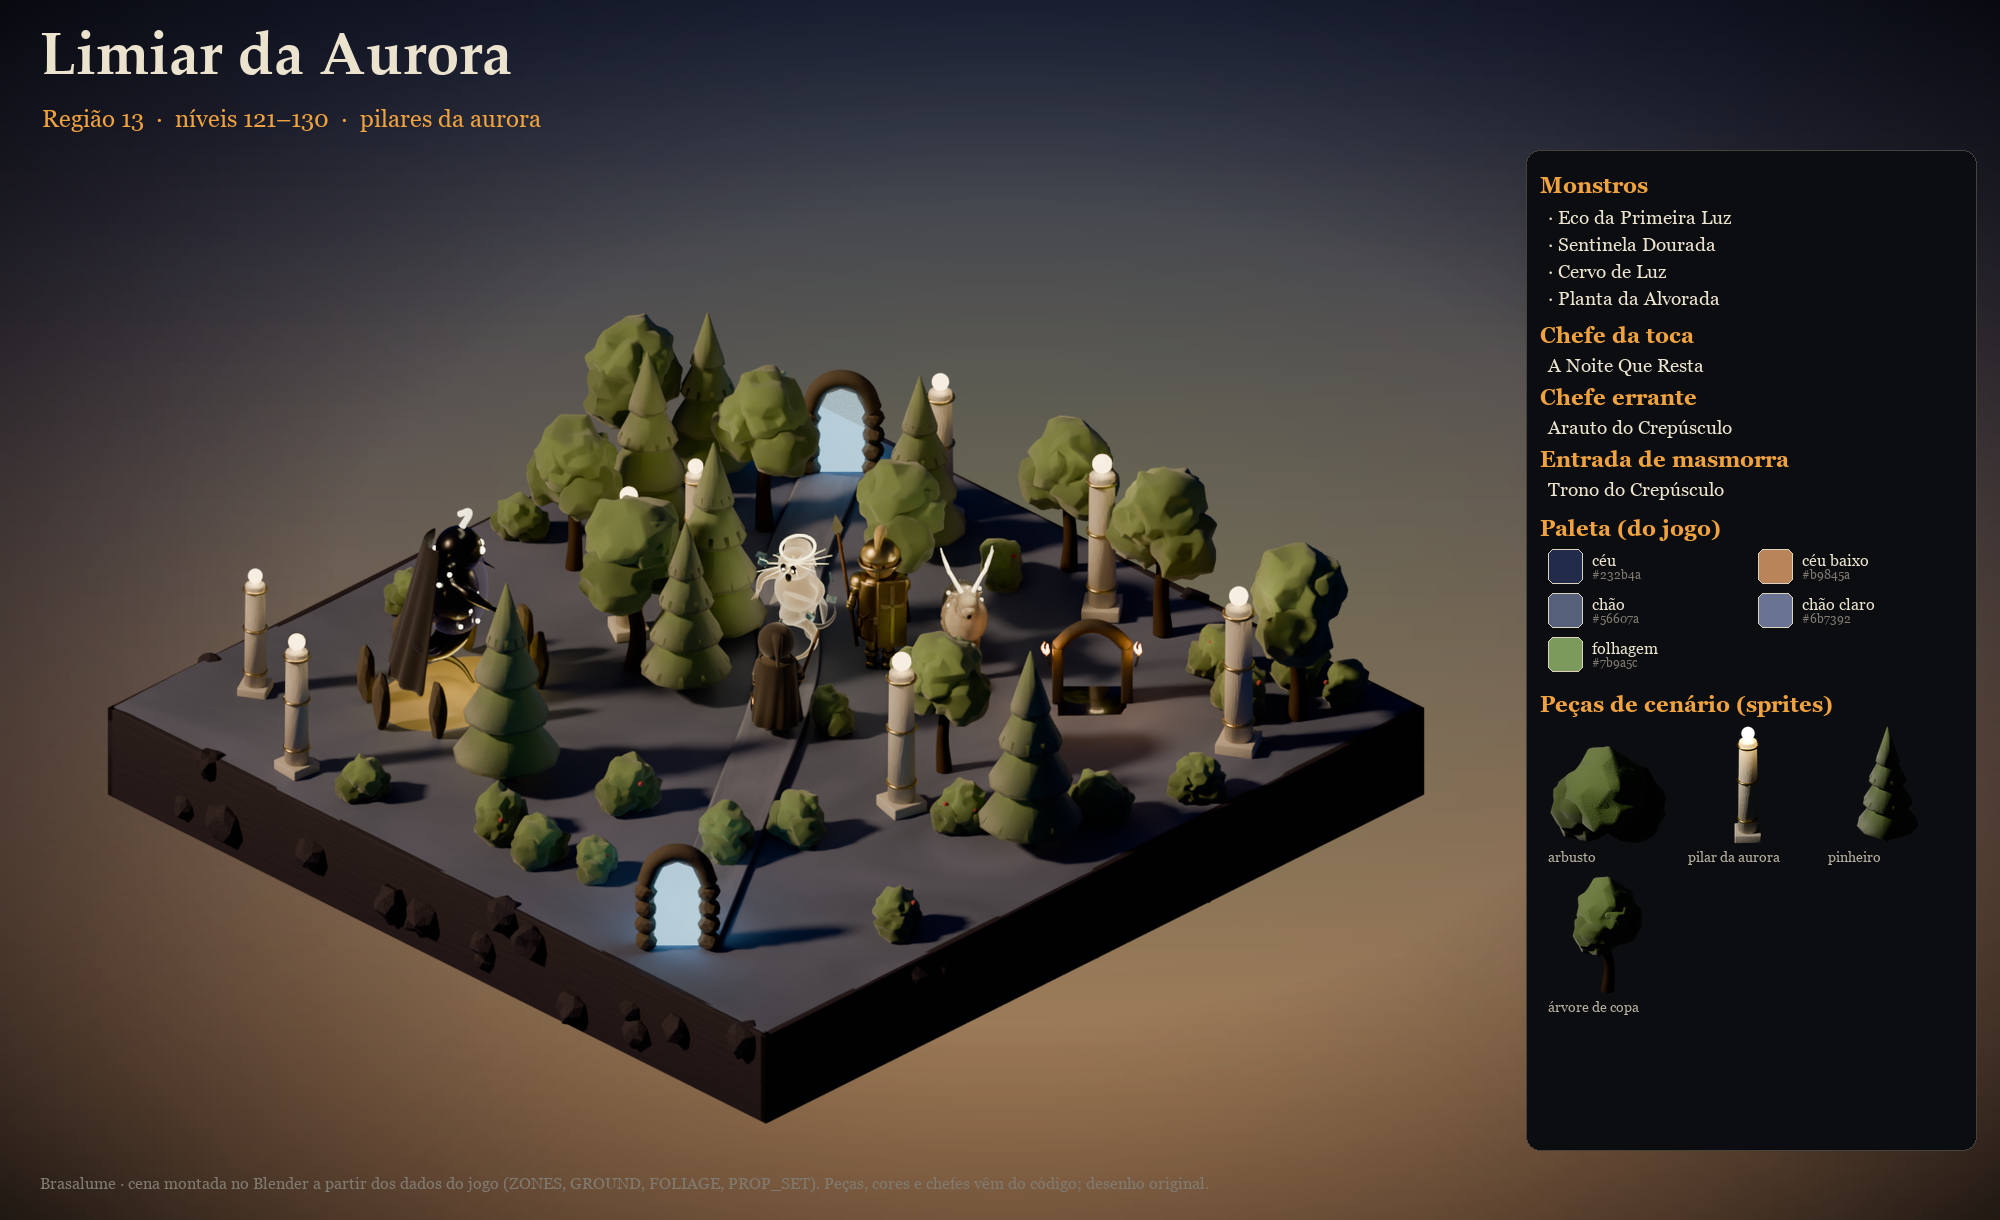 Limiar da Aurora
Região 13 · níveis 121–130 · pilares da aurora
Monstros
· Eco da Primeira Luz
· Sentinela Dourada
· Cervo de Luz
· Planta da Alvorada
Chefe da toca
A Noite Que Resta
Chefe errante
Arauto do Crepúsculo
Entrada de masmorra
Trono do Crepúsculo
Paleta (do jogo)
céu
#232b4a
céu baixo
#b9845a
chão
#56607a
chão claro
#6b7392
folhagem
#7b9a5c
Peças de cenário (sprites)
arbusto
pilar da aurora
pinheiro
árvore de copa
Brasalume · cena montada no Blender a partir dos dados do jogo (ZONES, GROUND, FOLIAGE, PROP_SET). Peças, cores e chefes vêm do código; desenho original.